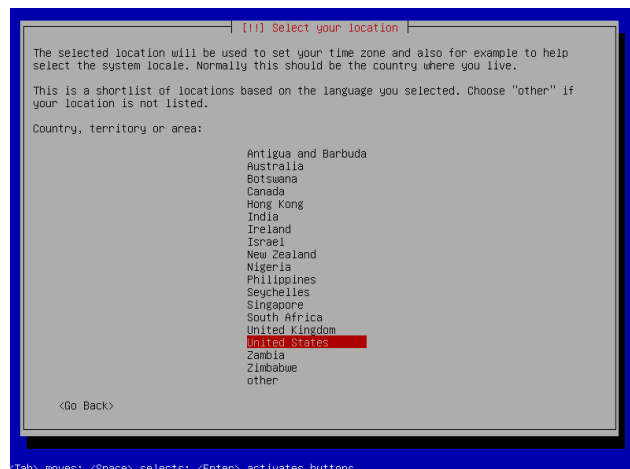 [!!] Select your location
The selected location will be used to set your time zone and also for example to help
select the system locale. Normally this should be the country where you live.
This is a shortlist of locations based on the language you selected. Choose "other" if
your location is not listed.
Country, territory or area:
Antigua and Barbuda
Australia
Botswana
Canada
Hong Kong
India
Ireland
Israel
New Zealand
Nigeria
Philippines
Seychelles
Singapore
South Africa
United Kingdom
United States
Zambia
Zimbabwe
other
<Go Back>
<Tab> moves; <Space> selects; <Enter> activates buttons